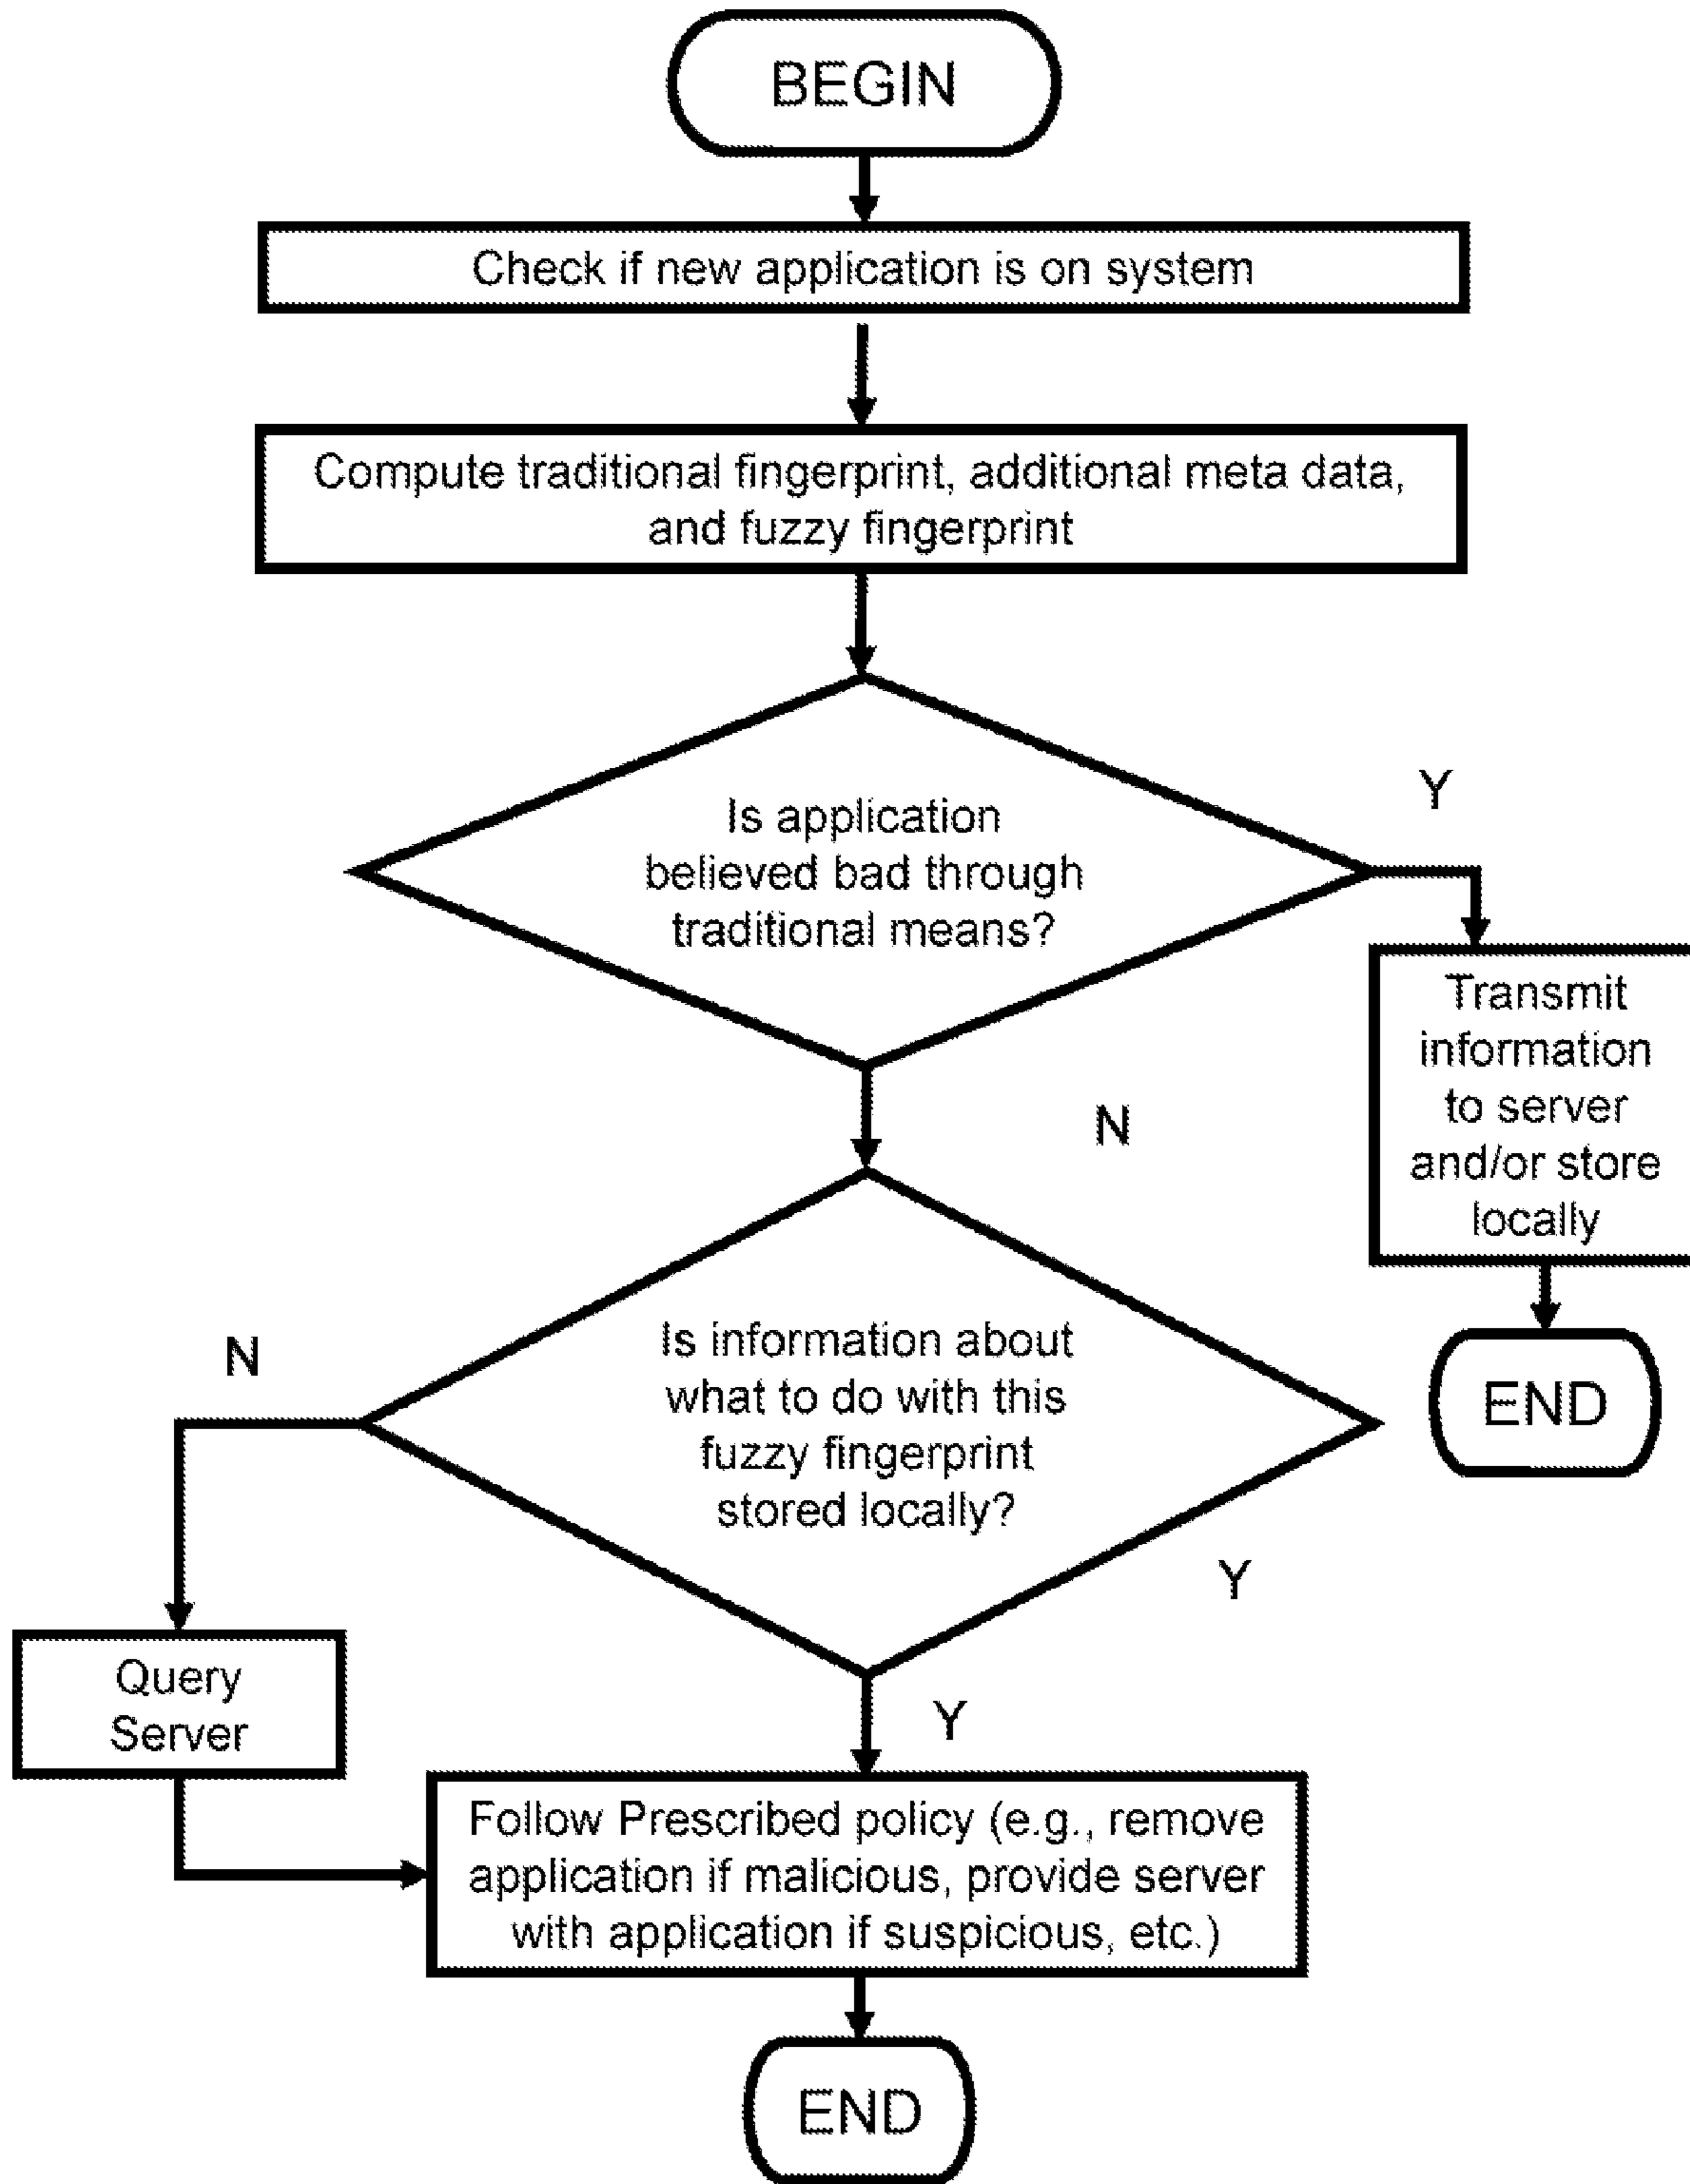 BEGIN
Check if new application is on system
Compute traditional fingerprint, additional meta data,
and fuzzy fingerprint
Is application
believed bad through
traditional means?
Y
Transmit
information
to server
and/or store
locally
END
N
Is information about
what to do with this
fuzzy fingerprint
stored locally?
N
Y
Query
Server
Y
Follow Prescribed policy (e.g., remove
application if malicious, provide server
with application if suspicious, etc.)
END